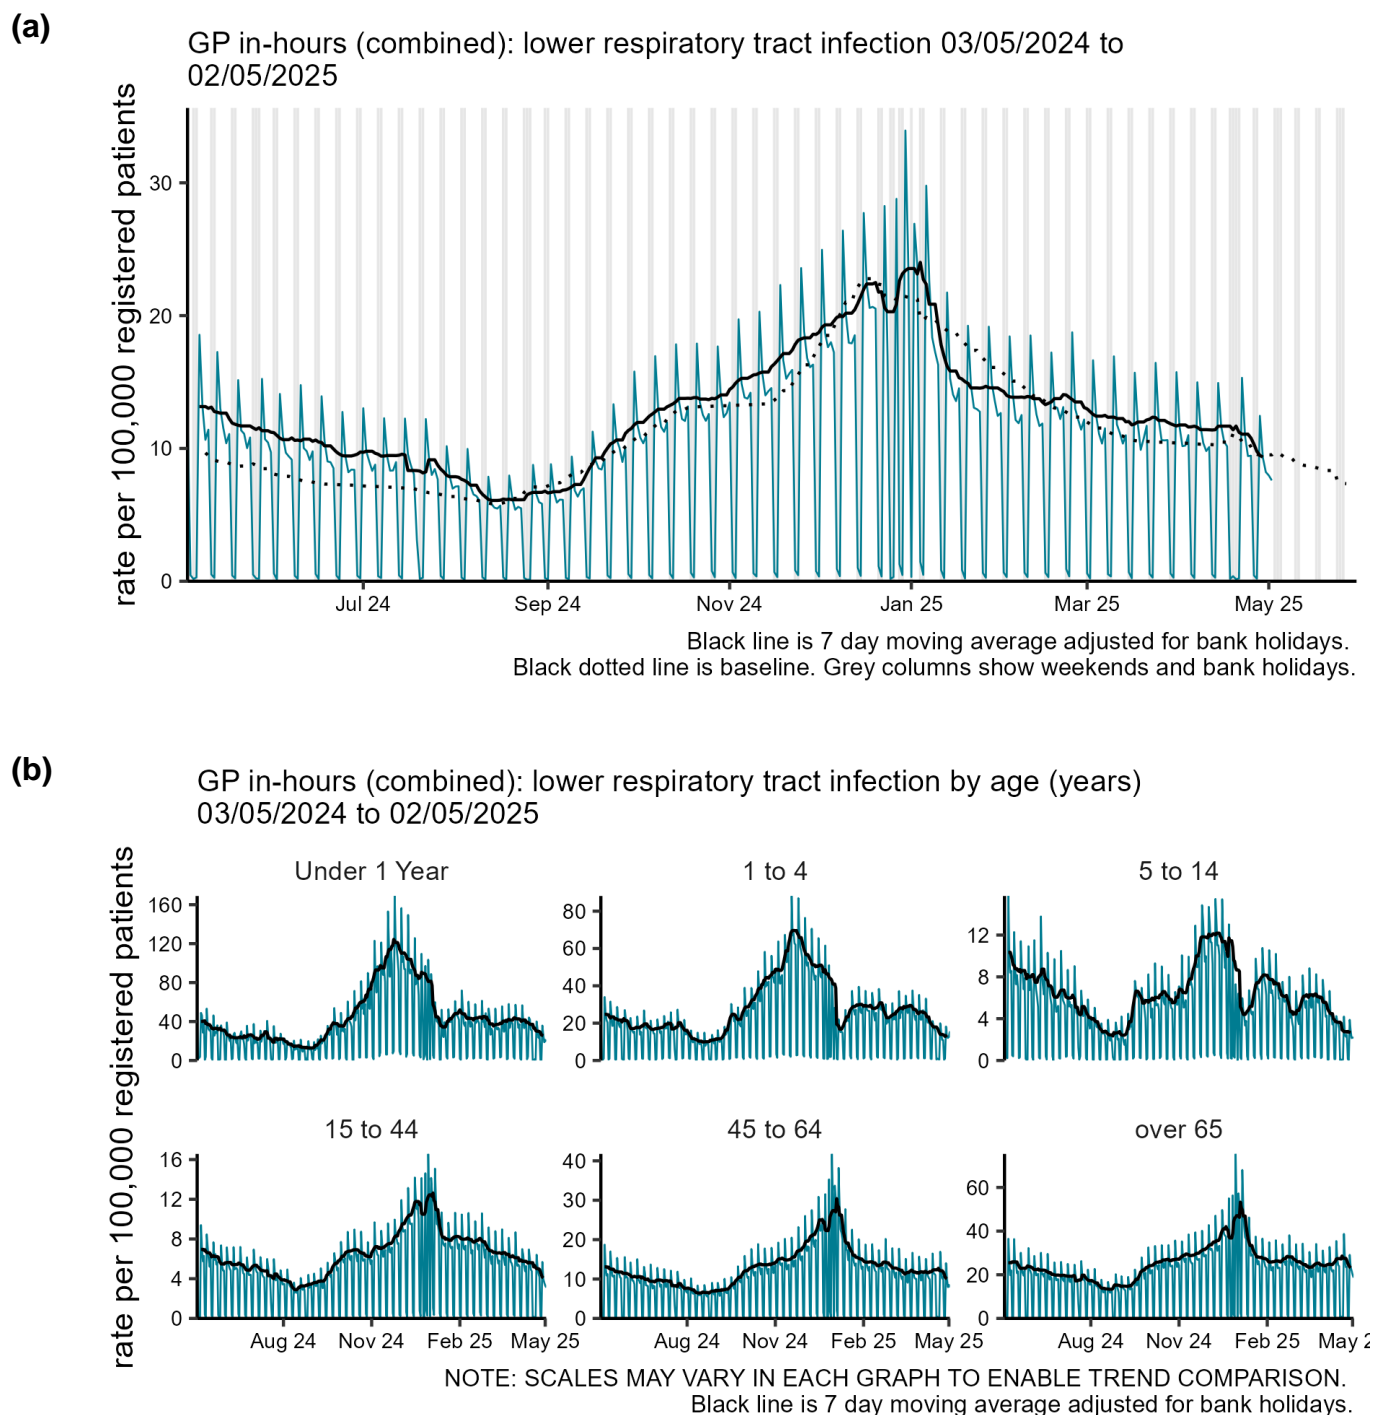 (a)
GP in-hours (combined): lower respiratory tract infection 03/05/2024 to
02/05/2025
rate per 100,000 registered patients
30
20
10
0
Jul 24 Sep 24 Nov 24 Jan 25 Mar 25 May 25
Black line is 7 day moving average adjusted for bank holidays.
Black dotted line is baseline. Grey columns show weekends and bank holidays.
(b)
GP in-hours (combined): lower respiratory tract infection by age (years)
03/05/2024 to 02/05/2025
rate per 100,000 registered patients
Under 1 Year
160
120
80
40
0
1 to 4
80
60
40
20
0
5 to 14
12
8
4
0
15 to 44
16
12
8
4
0
Aug 24 Nov 24 Feb 25 May 25
45 to 64
40
30
20
10
0
Aug 24 Nov 24 Feb 25 May 25
over 65
60
40
20
0
Aug 24 Nov 24 Feb 25 May
NOTE: SCALES MAY VARY IN EACH GRAPH TO ENABLE TREND COMPARISON.
Black line is 7 day moving average adjusted for bank holidays.